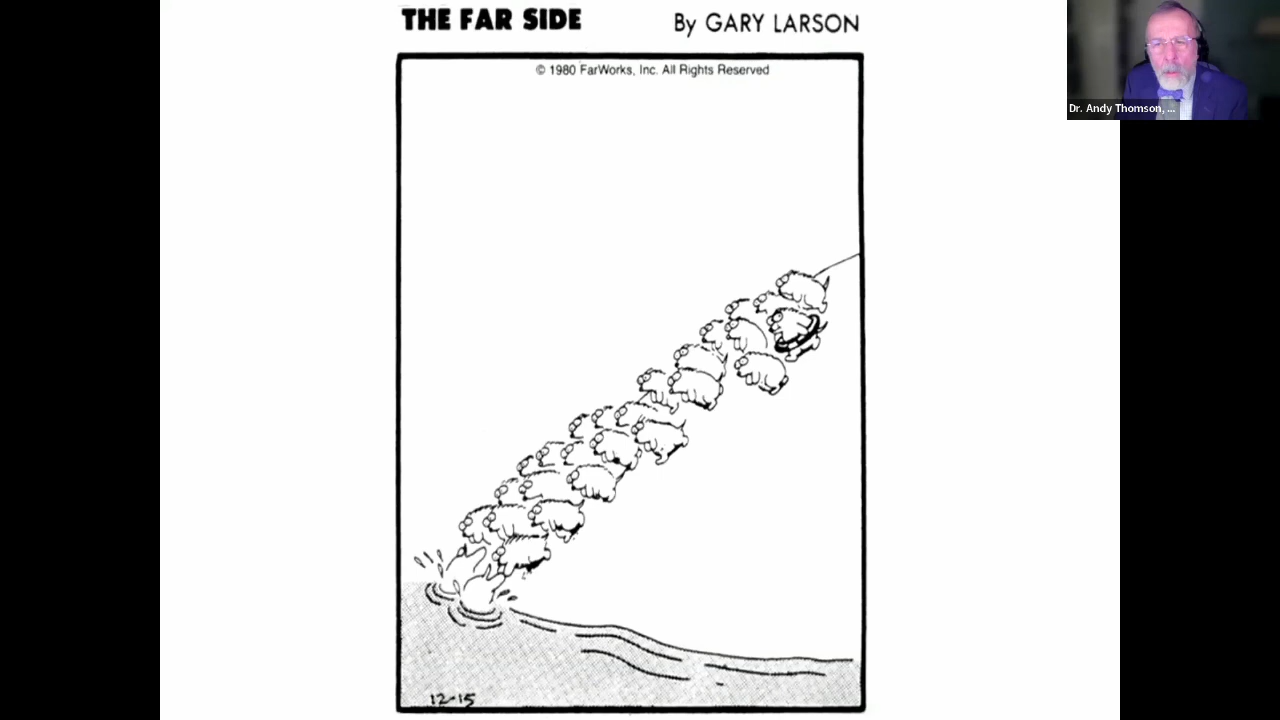 THE FAR SIDE By GARY LARSON
© 1980 FarWorks, Inc. All Rights Reserved
12-15
Dr. Andy Thomson, ...